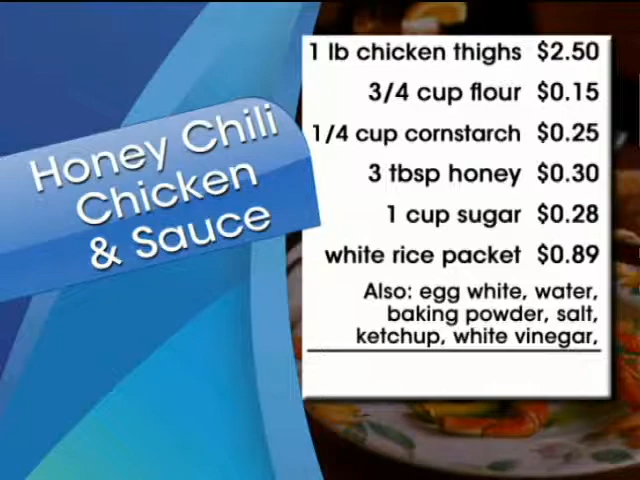 Honey Chili
Chicken
& Sauce
1 lb chicken thighs $2.50
3/4 cup flour $0.15
1/4 cup cornstarch $0.25
3 tbsp honey $0.30
1 cup sugar $0.28
white rice packet $0.89
Also: egg white, water,
baking powder, salt,
ketchup, white vinegar,